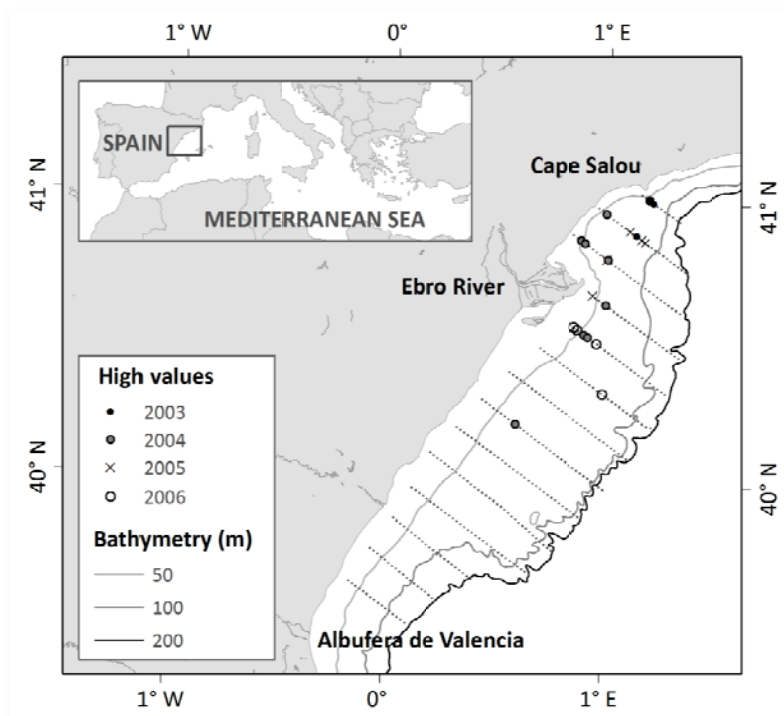 1° W
0°
1° E
41° N
SPAIN
MEDITERRANEAN SEA
Cape Salou
41° N
Ebro River
High values
2003
2004
2005
2006
Bathymetry (m)
50
100
200
40° N
40° N
Albufera de Valencia
1° W
0°
1° E